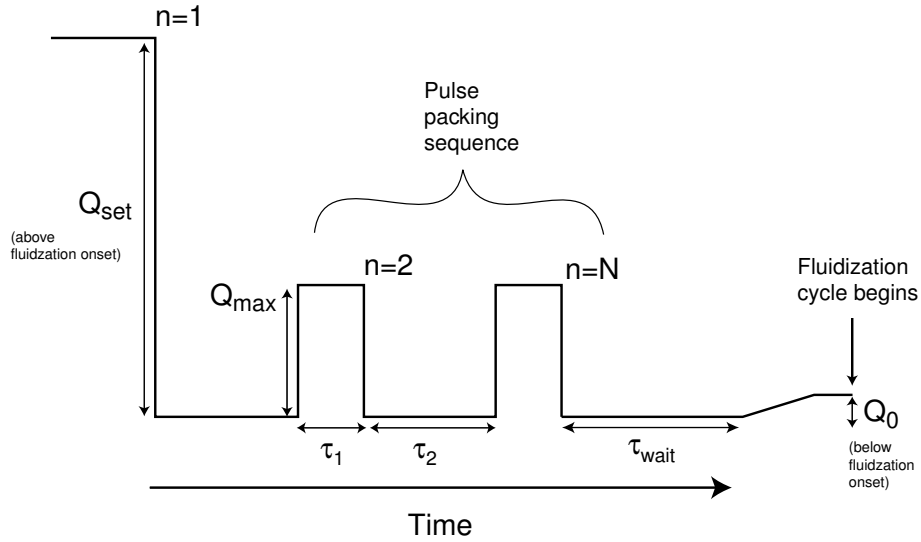 n=1
Pulse
packing
sequence
Qset
(above
fluidzation onset)
n=2
n=N
Qmax
Fluidization
cycle begins
Q0
(below
fluidzation
onset)
τ1
τ2
τwait
Time